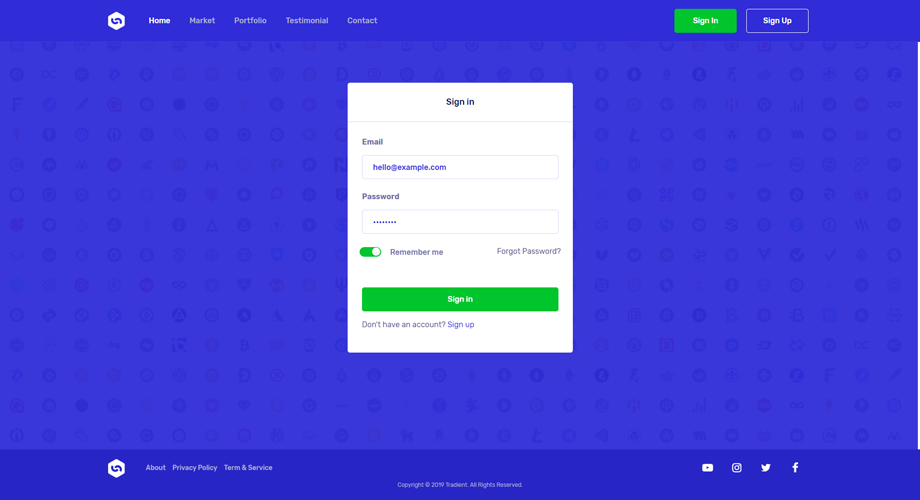 Home Market Portfolio Testimonial Contact Sign In Sign Up
Sign in
Email
hello@example.com
Password
••••••••
Remember me Forgot Password?
Sign in
Don't have an account? Sign up
About Privacy Policy Term & Service
Copyright © 2019 Tradient. All Rights Reserved.